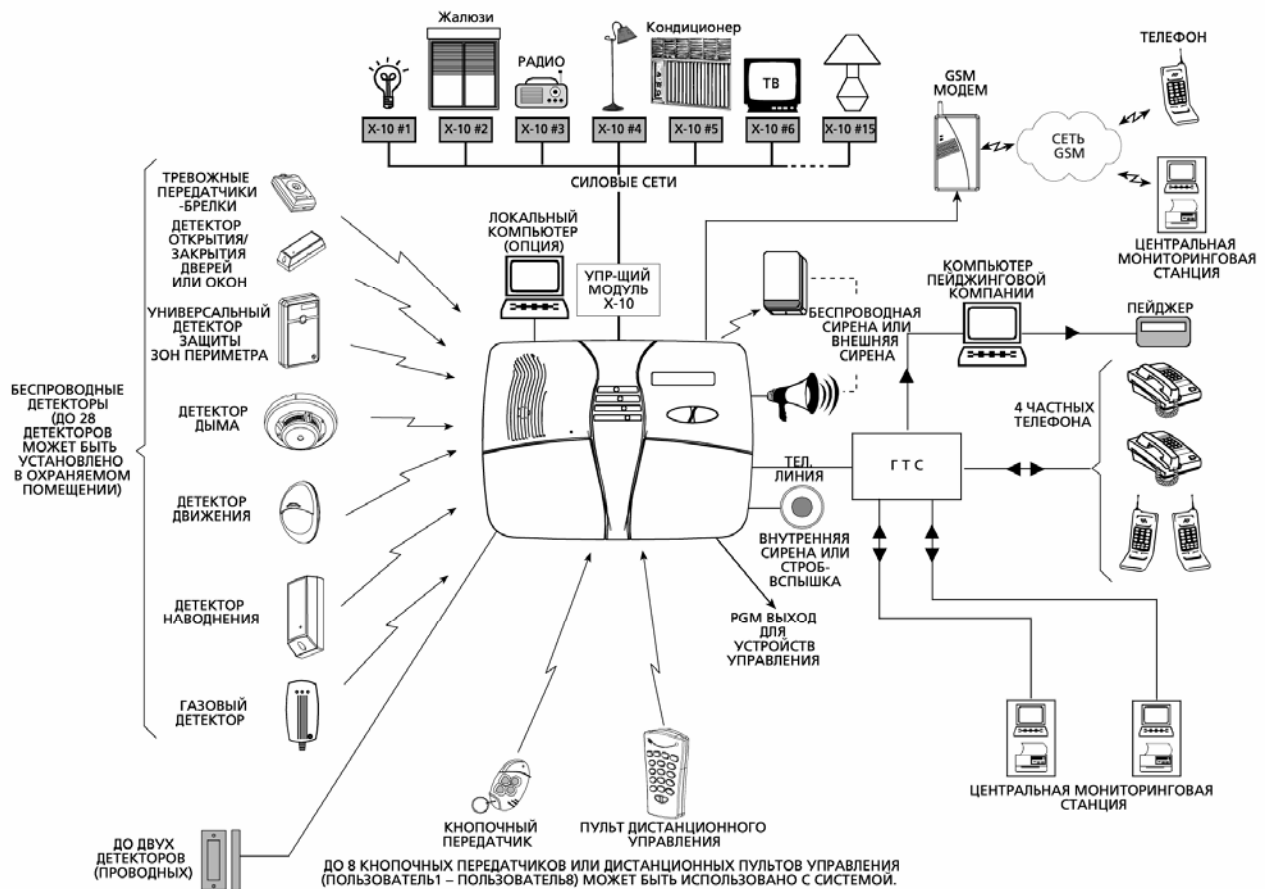 Жалюзи
РАДИО
Кондиционер
ТВ
X-10 #1
X-10 #2
X-10 #3
X-10 #4
X-10 #5
X-10 #6
X-10 #15
СИЛОВЫЕ СЕТИ
GSM
МОДЕМ
СЕТЬ
GSM
ТЕЛЕФОН
ЦЕНТРАЛЬНАЯ
МОНИТОРИНГОВАЯ
СТАНЦИЯ
ТРЕВОЖНЫЕ
ПЕРЕДАТЧИКИ
-БРЕЛКИ
ДЕТЕКТОР
ОТКРЫТИЯ/
ЗАКРЫТИЯ
ДВЕРЕЙ
ИЛИ ОКОН
УНИВЕРСАЛЬНЫЙ
ДЕТЕКТОР
ЗАЩИТЫ
ЗОН ПЕРИМЕТРА
БЕСПРОВОДНЫЕ
ДЕТЕКТОРЫ
(ДО 28
ДЕТЕКТОРОВ
МОЖЕТ БЫТЬ
УСТАНОВЛЕНО
В ОХРАНЯЕМОМ
ПОМЕЩЕНИИ)
ДЕТЕКТОР
ДЫМА
ДЕТЕКТОР
ДВИЖЕНИЯ
ДЕТЕКТОР
НАВОДНЕНИЯ
ГАЗОВЫЙ
ДЕТЕКТОР
ДО ДВУХ
ДЕТЕКТОРОВ
(ПРОВОДНЫХ)
ЛОКАЛЬНЫЙ
КОМПЬЮТЕР
(ОПЦИЯ)
УПР-ЩИЙ
МОДУЛЬ
X-10
БЕСПРОВОДНАЯ
СИРЕНА ИЛИ
ВНЕШНЯЯ
СИРЕНА
КОМПЬЮТЕР
ПЕЙДЖИНГОВОЙ
КОМПАНИИ
ПЕЙДЖЕР
4 ЧАСТНЫХ
ТЕЛЕФОНА
ТЕЛ.
ЛИНИЯ
ГТС
ВНУТРЕННЯЯ
СИРЕНА ИЛИ
СТРОБ-
ВСПЫШКА
PGM ВЫХОД
ДЛЯ
УСТРОЙСТВ
УПРАВЛЕНИЯ
ЦЕНТРАЛЬНАЯ МОНИТОРИНГОВАЯ
СТАНЦИЯ
КНОПОЧНЫЙ
ПЕРЕДАТЧИК
ПУЛЬТ ДИСТАНЦИОННОГО
УПРАВЛЕНИЯ
ДО 8 КНОПОЧНЫХ ПЕРЕДАТЧИКОВ ИЛИ ДИСТАНЦИОННЫХ ПУЛЬТОВ УПРАВЛЕНИЯ
(ПОЛЬЗОВАТЕЛЬ1 – ПОЛЬЗОВАТЕЛЬ8) МОЖЕТ БЫТЬ ИСПОЛЬЗОВАНО С СИСТЕМОЙ.